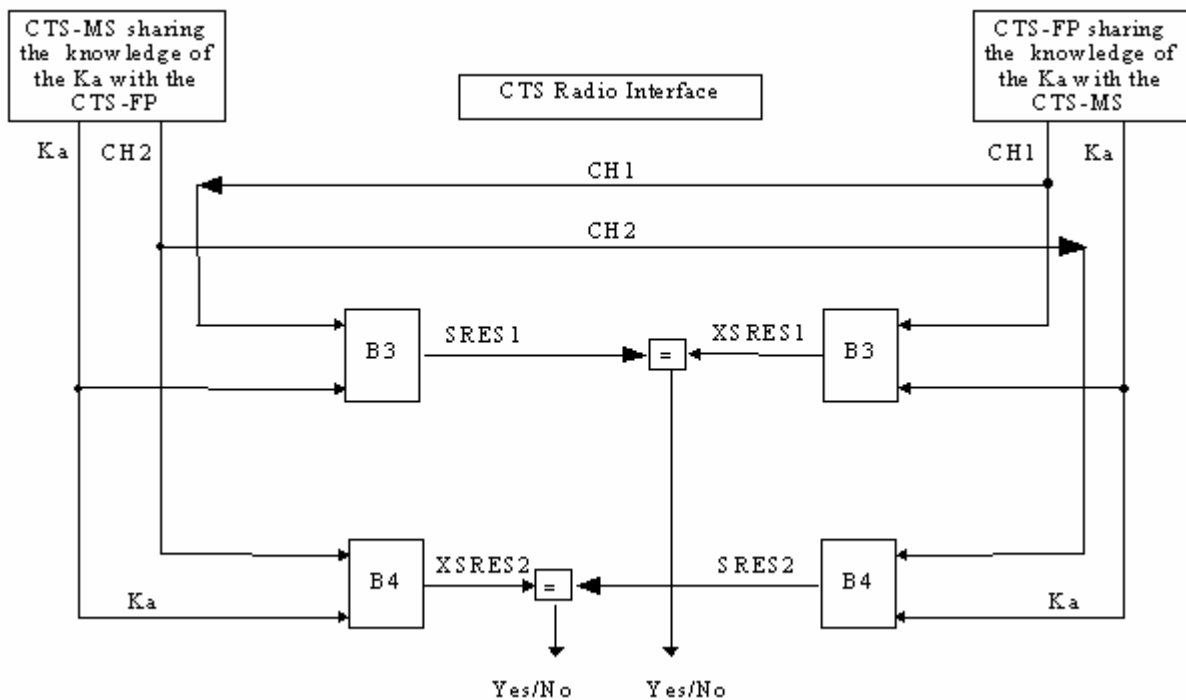 CTS-MS sharing
the knowledge of
the Ka with the
CTS-FP
CTS Radio Interface
CTS-FP sharing
the knowledge of
the Ka with the
CTS-MS
Ka
CH2
CH1
Ka
CH1
CH2
B3
SRES1
=
XSRES1
B3
B4
XSRES2
=
SRES2
B4
Ka
Ka
Yes/No
Yes/No